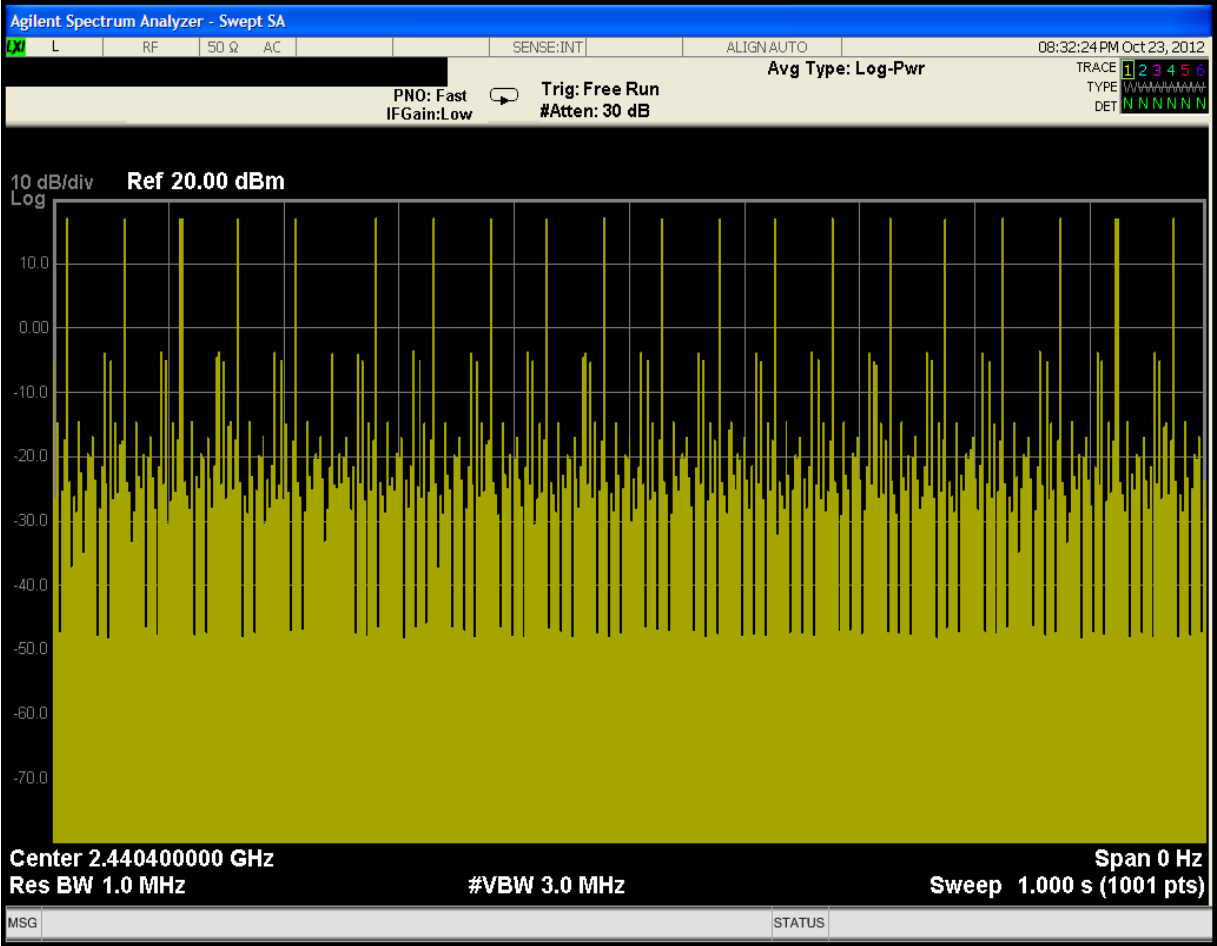 Agilent Spectrum Analyzer - Swept SA
LXI L RF 50 Ω AC SENSE:INT ALIGN AUTO 08:32:24 PM Oct 23, 2012
Avg Type: Log-Pwr TRACE 1 2 3 4 5 6
PNO: Fast Trig: Free Run TYPE WWWWWW
IFGain:Low #Atten: 30 dB DET N N N N N N
10 dB/div Ref 20.00 dBm
Log
10.0
0.00
-10.0
-20.0
-30.0
-40.0
-50.0
-60.0
-70.0
Center 2.440400000 GHz Span 0 Hz
Res BW 1.0 MHz #VBW 3.0 MHz Sweep 1.000 s (1001 pts)
MSG STATUS